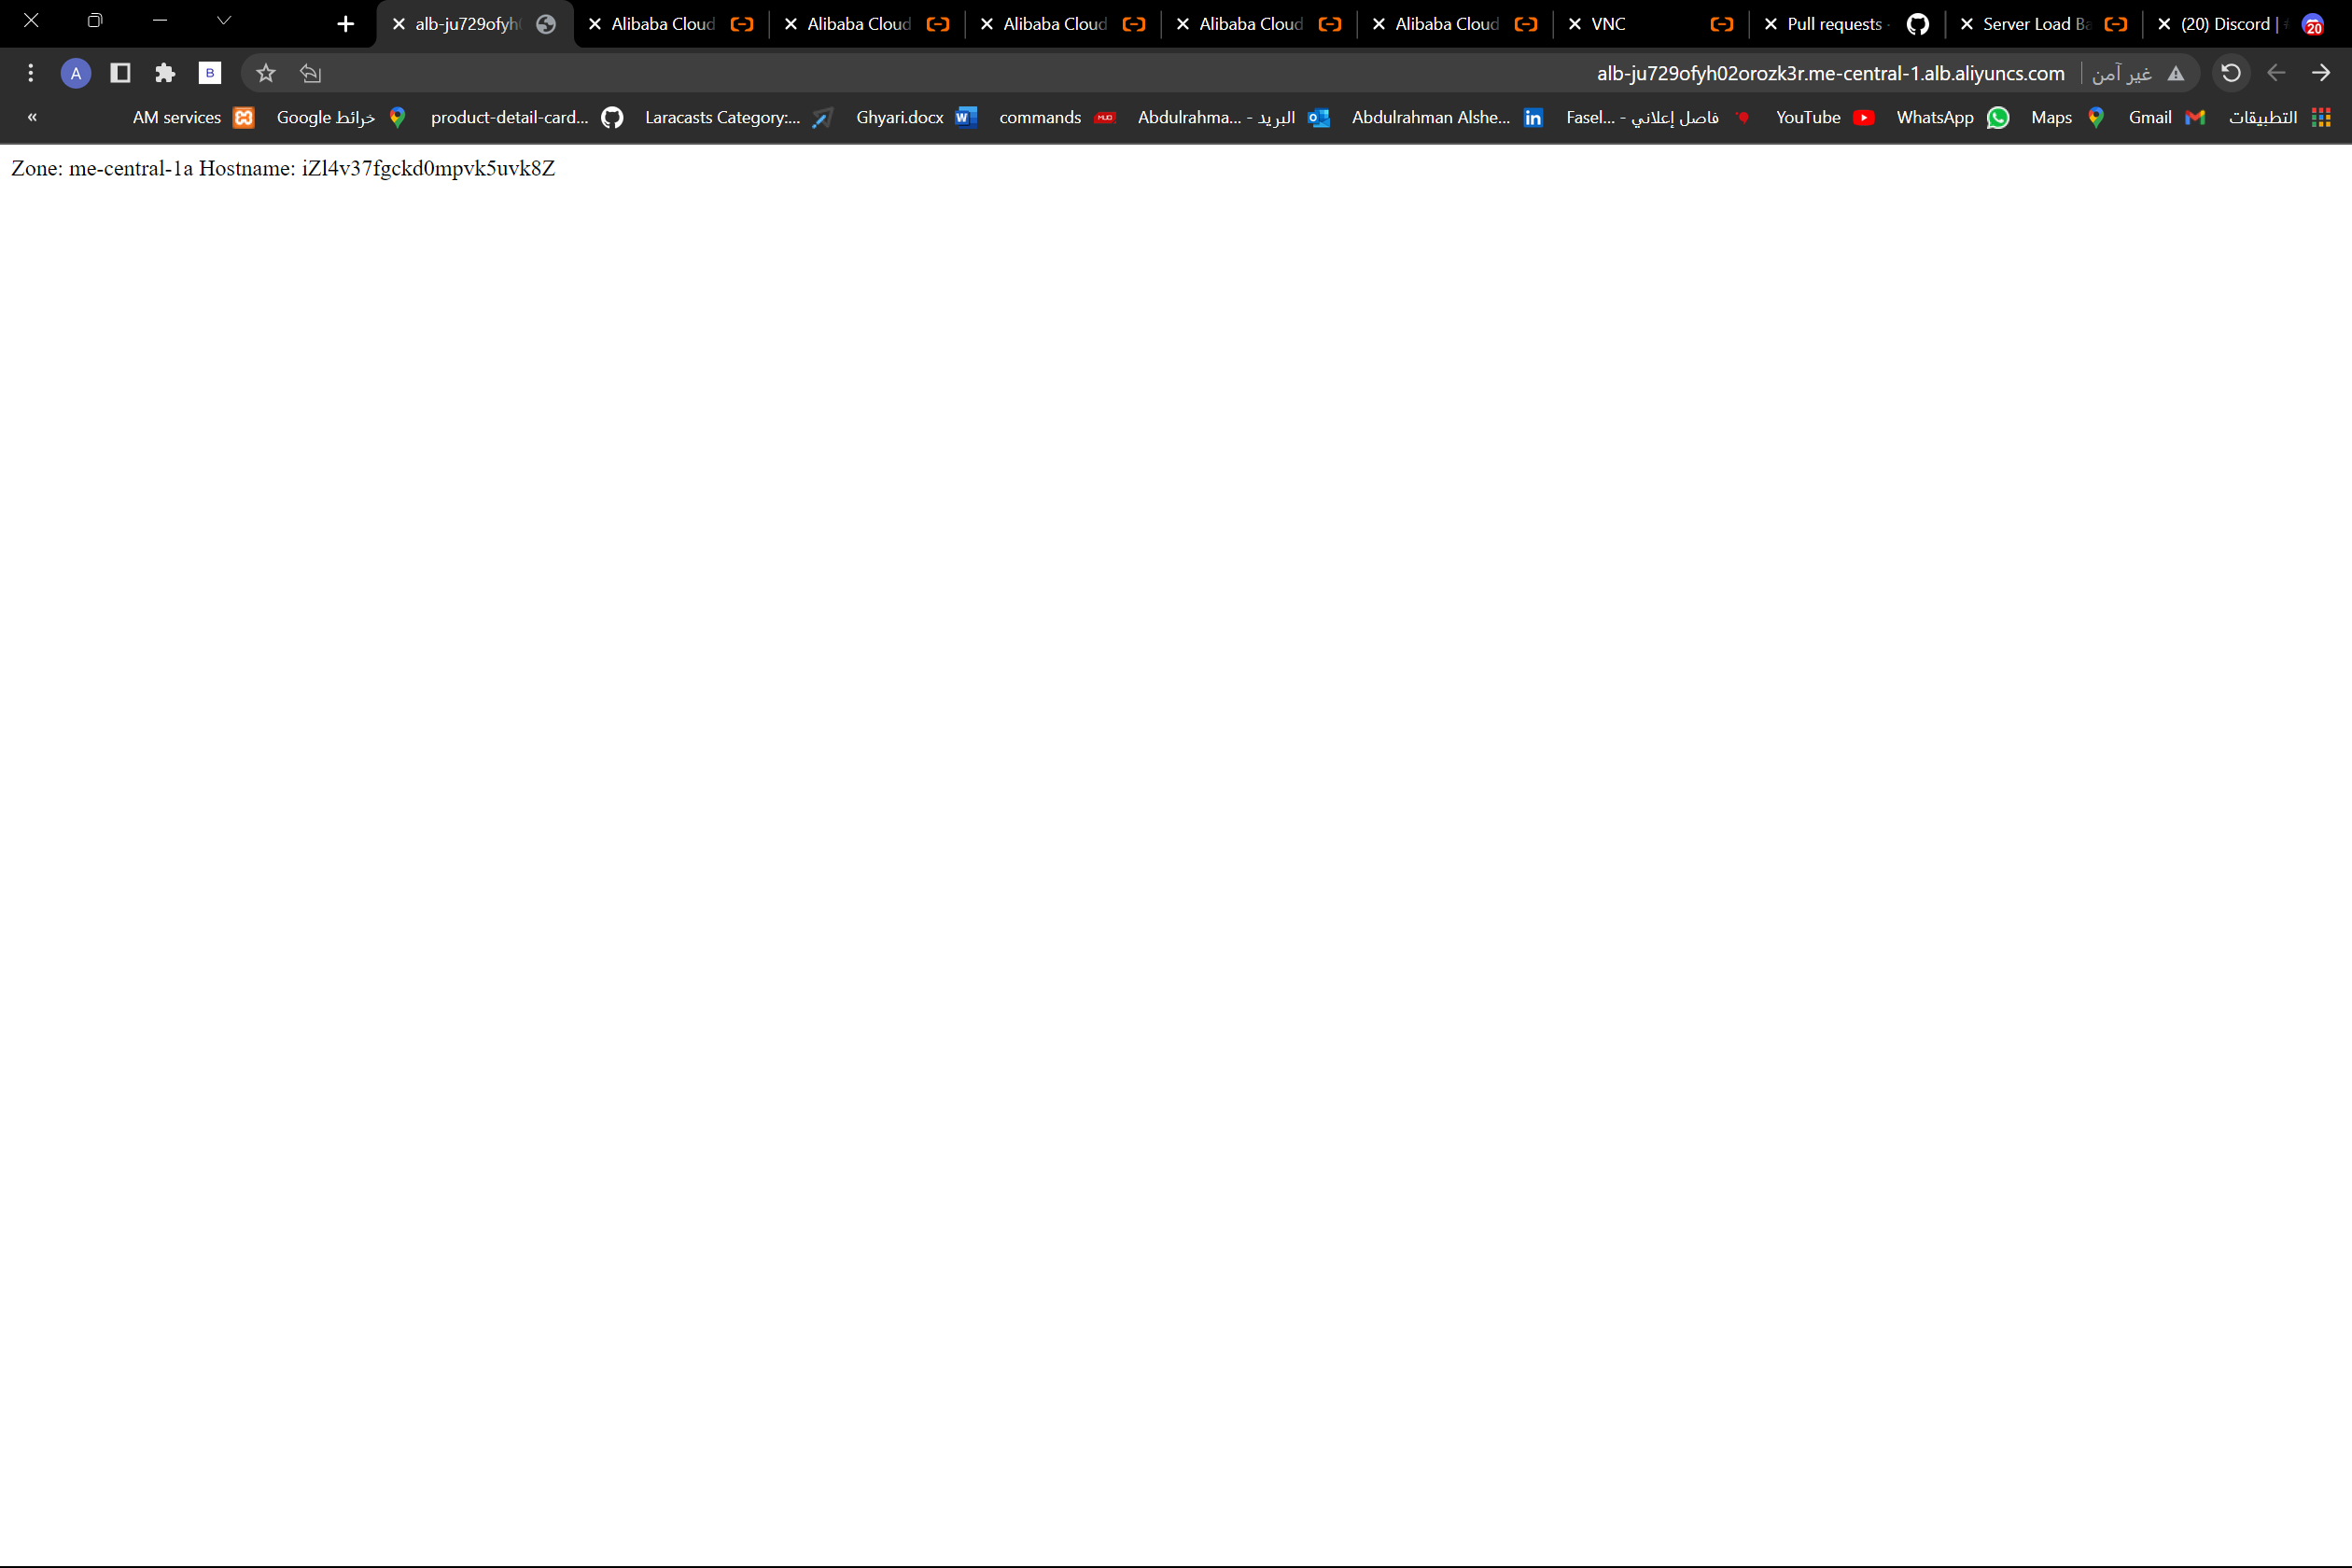 (20) Discord | Server Load Ba Pull requests · VNC Alibaba Cloud Alibaba Cloud Alibaba Cloud Alibaba Cloud Alibaba Cloud alb-ju729ofyh
غير آمن alb-ju729ofyh02orozk3r.me-central-1.alb.aliyuncs.com B A
التطبيقات Gmail Maps WhatsApp YouTube فاصل إعلاني - ...Fasel Abdulrahman Alshe... البريد - ...Abdulrahma commands Ghyari.docx Laracasts Category:... product-detail-card... خرائط Google AM services «
Zone: me-central-1a Hostname: iZl4v37fgckd0mpvk5uvk8Z